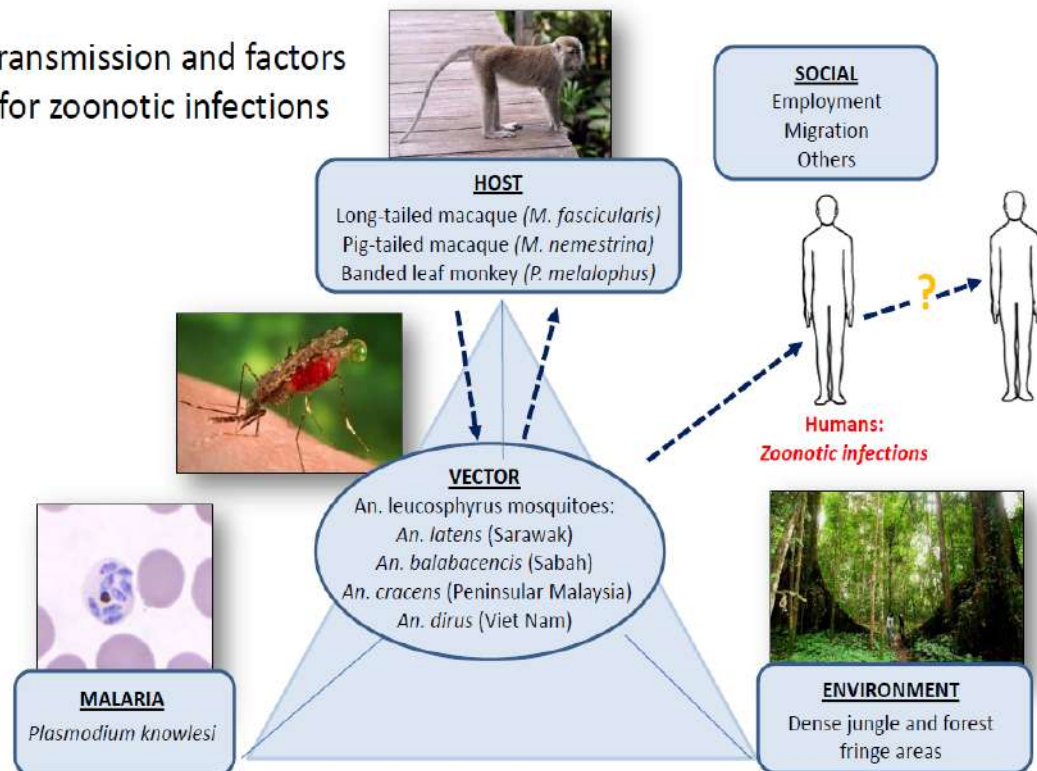 ransmission and factors
for zoonotic infections
HOST
Long-tailed macaque (M. fascicularis)
Pig-tailed macaque (M. nemestrina)
Banded leaf monkey (P. melalophus)
SOCIAL
Employment
Migration
Others
?
Humans:
Zoonotic infections
VECTOR
An. leucosphyrus mosquitoes:
An. latens (Sarawak)
An. balabacencis (Sabah)
An. cracens (Peninsular Malaysia)
An. dirus (Viet Nam)
MALARIA
Plasmodium knowlesi
ENVIRONMENT
Dense jungle and forest
fringe areas